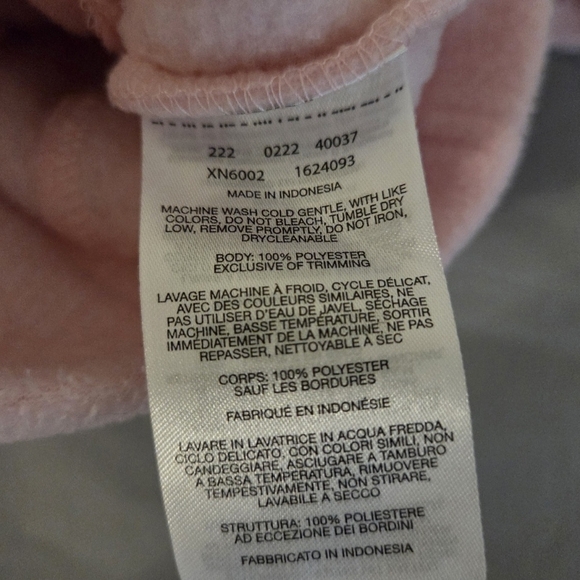 222 0222 40037
XN6002 1624093
MADE IN INDONESIA
MACHINE WASH COLD GENTLE, WITH LIKE
COLORS, DO NOT BLEACH, TUMBLE DRY
LOW, REMOVE PROMPTLY, DO NOT IRON,
DRYCLEANABLE
BODY: 100% POLYESTER
EXCLUSIVE OF TRIMMING
LAVAGE MACHINE À FROID, CYCLE DÉLICAT,
AVEC DES COULEURS SIMILAIRES, NE
PAS UTILISER D'EAU DE JAVEL, SÉCHAGE
MACHINE, BASSE TEMPÉRATURE, SORTIR
IMMÉDIATEMENT DE LA MACHINE, NE PAS
REPASSER, NETTOYABLE À SEC
CORPS: 100% POLYESTER
SAUF LES BORDURES
FABRIQUÉ EN INDONÉSIE
LAVARE IN LAVATRICE IN ACQUA FREDDA,
CICLO DELICATO, CON COLORI SIMILI, NON
CANDEGGIARE, ASCIUGARE A TAMBURO
A BASSA TEMPERATURA, RIMUOVERE
TEMPESTIVAMENTE, NON STIRARE,
LAVABILE A SECCO
STRUTTURA: 100% POLIESTERE
AD ECCEZIONE DEI BORDINI
FABBRICATO IN INDONESIA